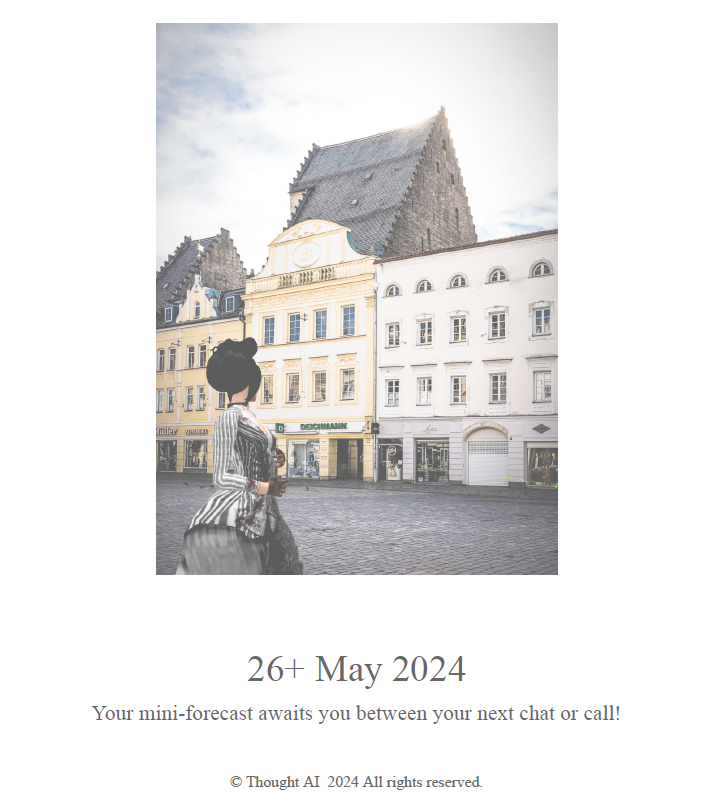 DEICHMANN
26+ May 2024
Your mini-forecast awaits you between your next chat or call!
© Thought AI 2024 All rights reserved.